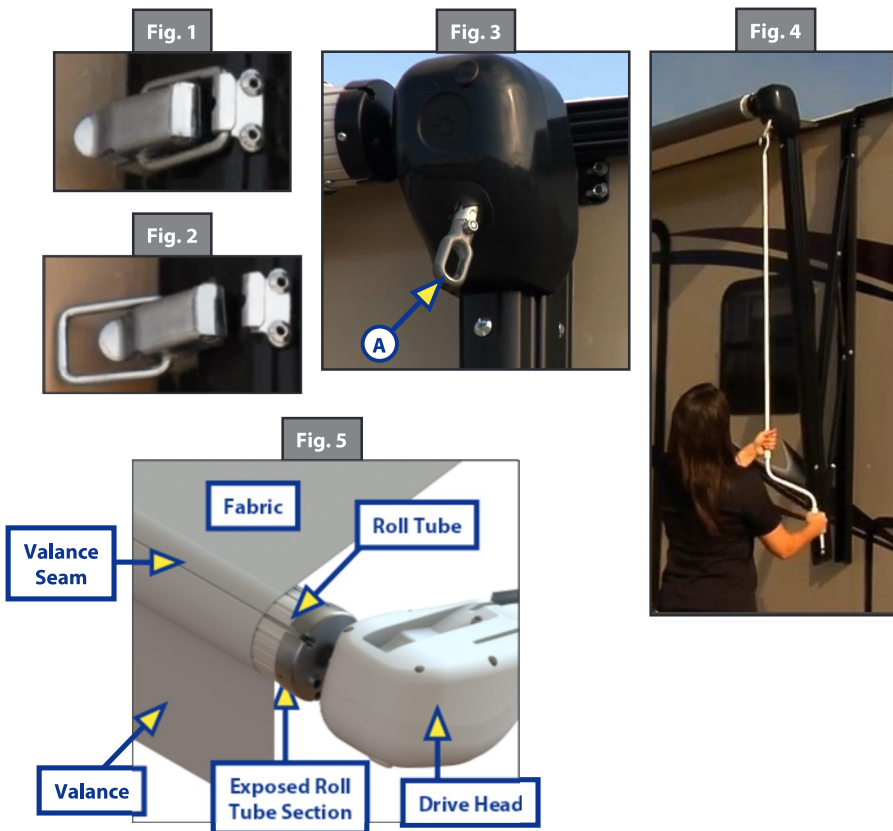 Fig. 1
Fig. 3
Fig. 4
Fig. 2
A
Fig. 5
Fabric
Roll Tube
Valance
Seam
Valance
Exposed Roll
Tube Section
Drive Head